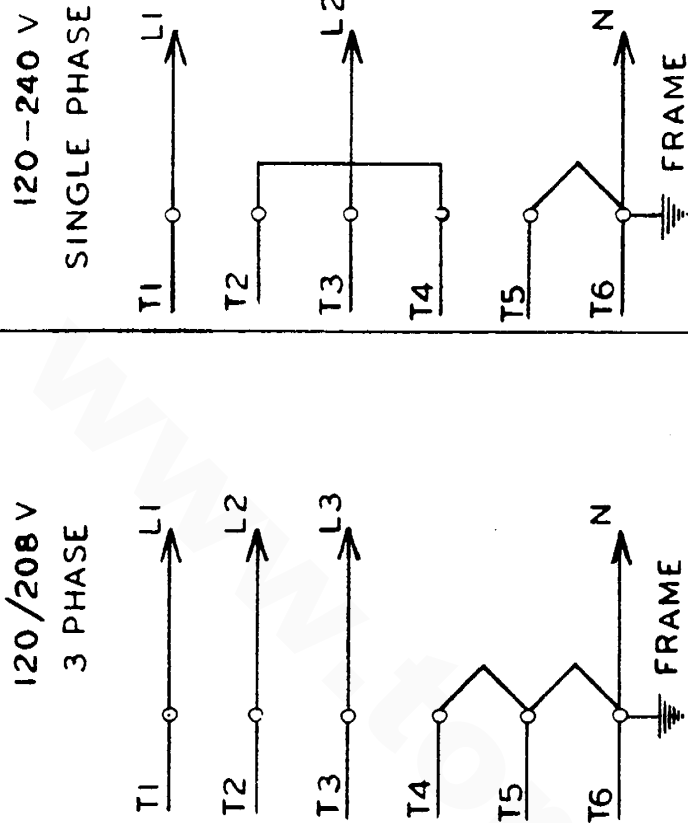 120-240 V
SINGLE PHASE
L1
L2
N
T1
T2
T3
T4
T5
T6
FRAME
120/208 V
3 PHASE
L1
L2
L3
N
T1
T2
T3
T4
T5
T6
FRAME